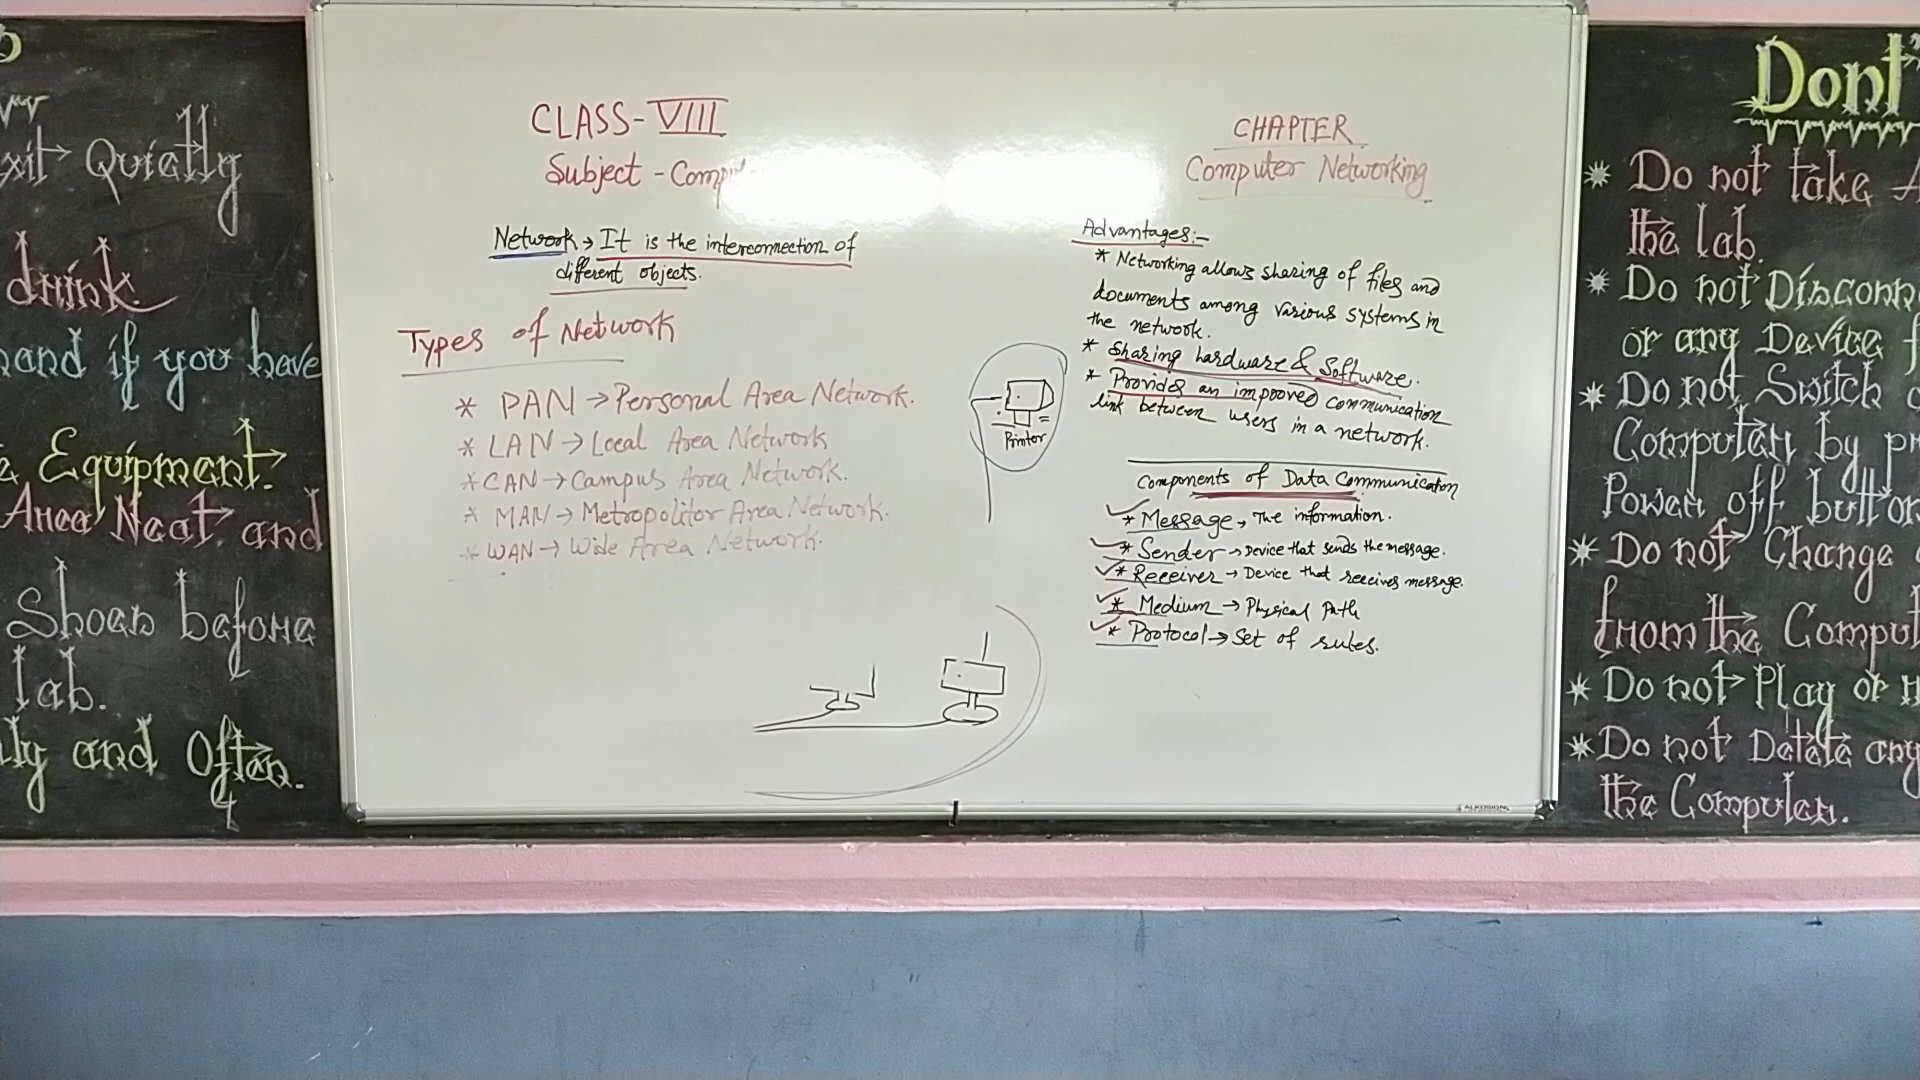 xit Quietly
drink
and if you have
Equipment.
Area Neat and
Shoes before
lab.
ly and Often.
CLASS-VIII
Subject - Comp
Network → It is the interconnection of
different objects.
Types of Network
* PAN → Personal Area Network.
* LAN → Local Area Network
* CAN → Campus Area Network.
* MAN → Metropolitor Area Network.
* WAN → Wide Area Network.
Printer
CHAPTER
Computer Networking
Advantages:-
* Networking allows sharing of files and
documents among various systems in
the network.
* Sharing hardware & Software.
* Provides an improved communication
link between users in a network.
Components of Data Communication
* Message → The information.
* Sender → Device that sends the message.
* Receiver → Device that receives message.
* Medium → Physical Path
* Protocol → Set of rules.
ALKOSIGN
Dont
* Do not take
the lab.
* Do not Disconn
or any Device f
* Do not Switch
Computer by pr
Power off button
* Do not Change
from the Comput
* Do not Play or
* Do not Delete any
the Computer.